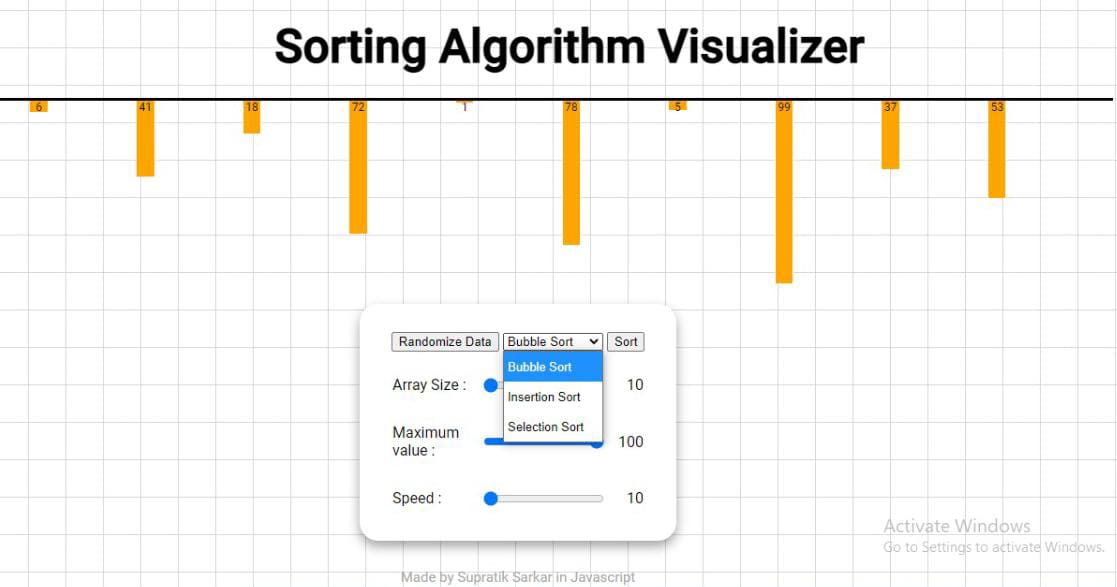 Sorting Algorithm Visualizer
6 41 18 72 1 78 5 99 37 53
Randomize Data Bubble Sort Sort
Bubble Sort
Array Size : 10
Insertion Sort
Selection Sort
Maximum
value : 100
Speed : 10
Activate Windows
Go to Settings to activate Windows.
Made by Supratik Sarkar in Javascript